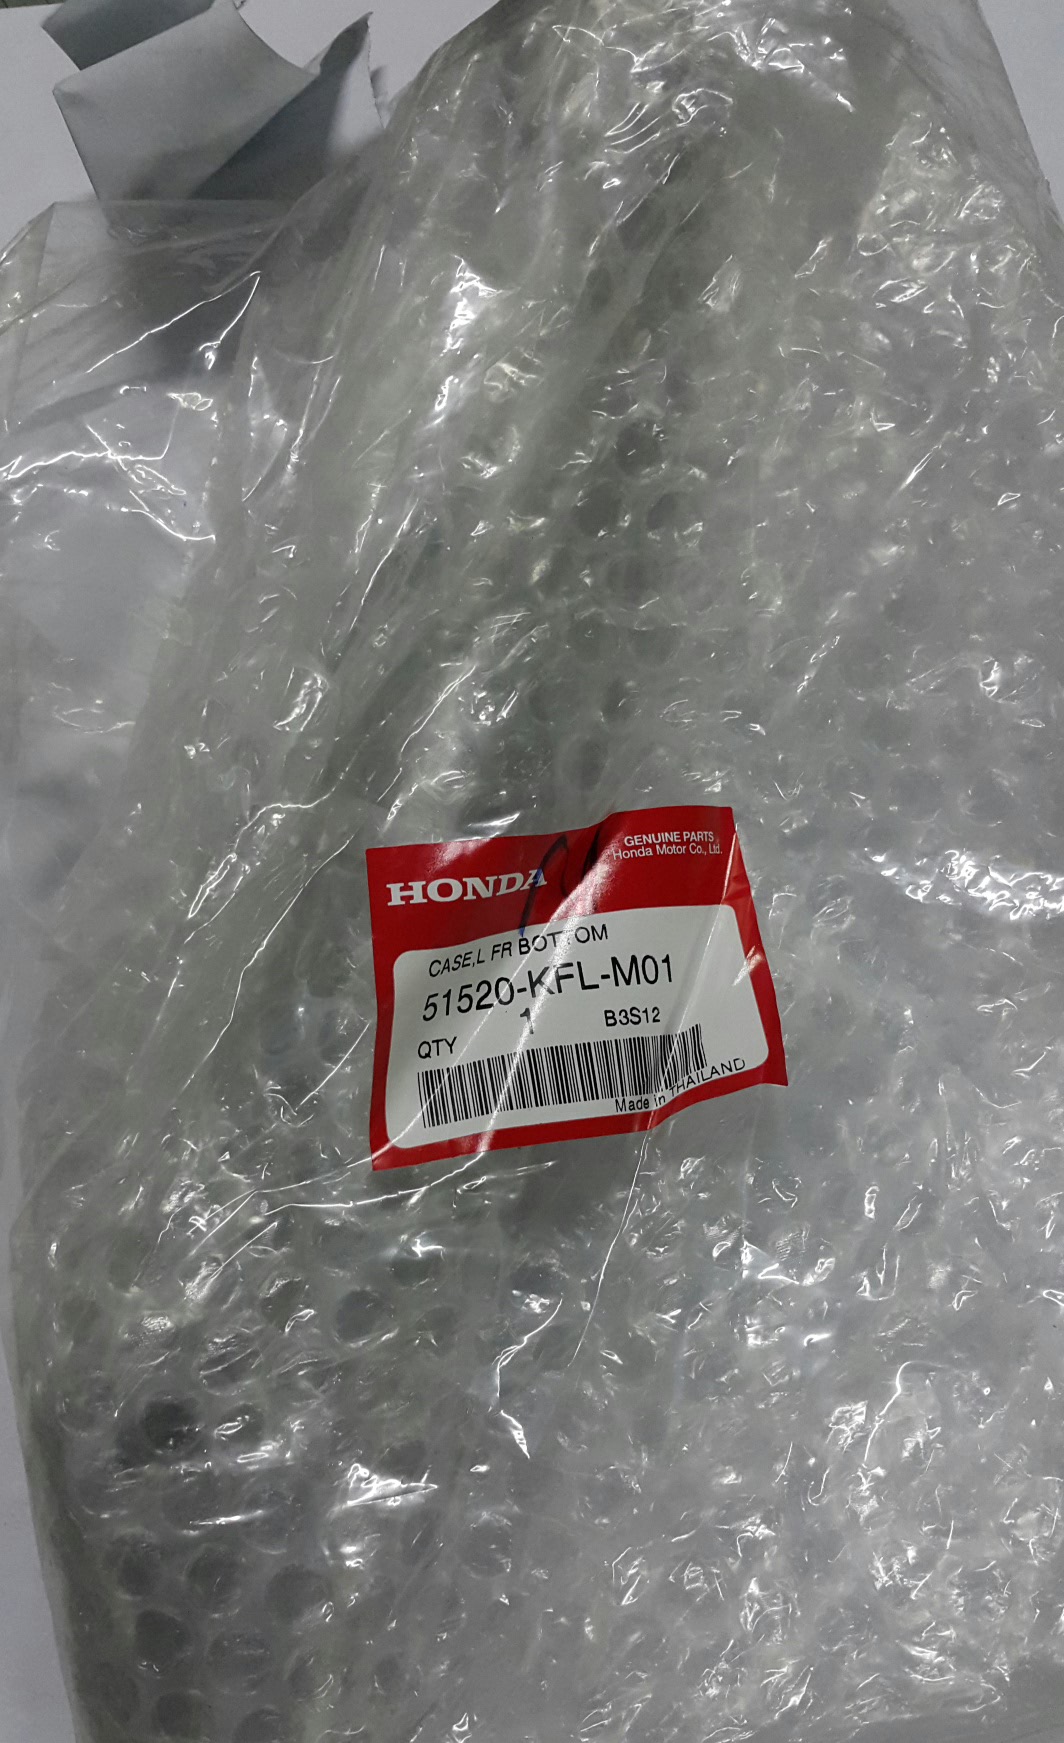 HONDA
GENUINE PARTS
Honda Motor Co., Ltd.
CASE,L FR BOTTOM
51520-KFL-M01
QTY 1 B3S12
Made in THAILAND